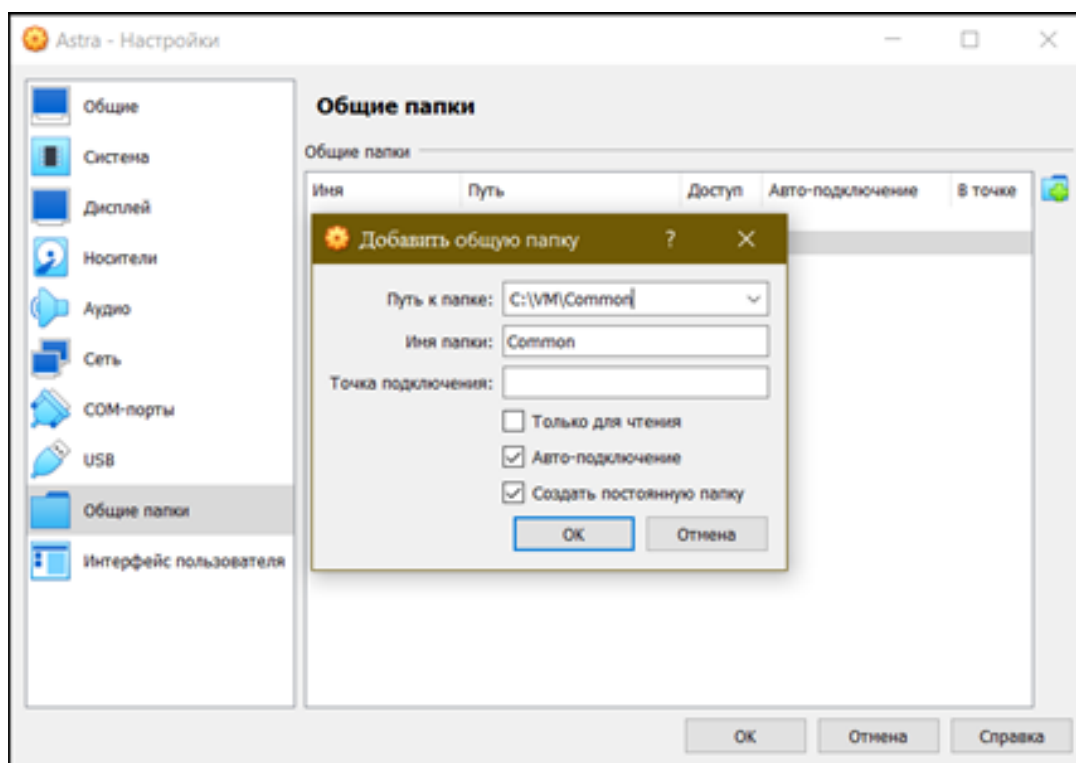 Astra - Настройки
Общие
Система
Дисплей
Носители
Аудио
Сеть
COM-порты
USB
Общие папки
Интерфейс пользователя
Общие папки
Общие папки
Имя Путь Доступ Авто-подключение В точке
Добавить общую папку ?
Путь к папке: C:\VM\Common
Имя папки: Common
Точка подключения:
Только для чтения
Авто-подключение
Создать постоянную папку
OK Отмена
OK Отмена Справка